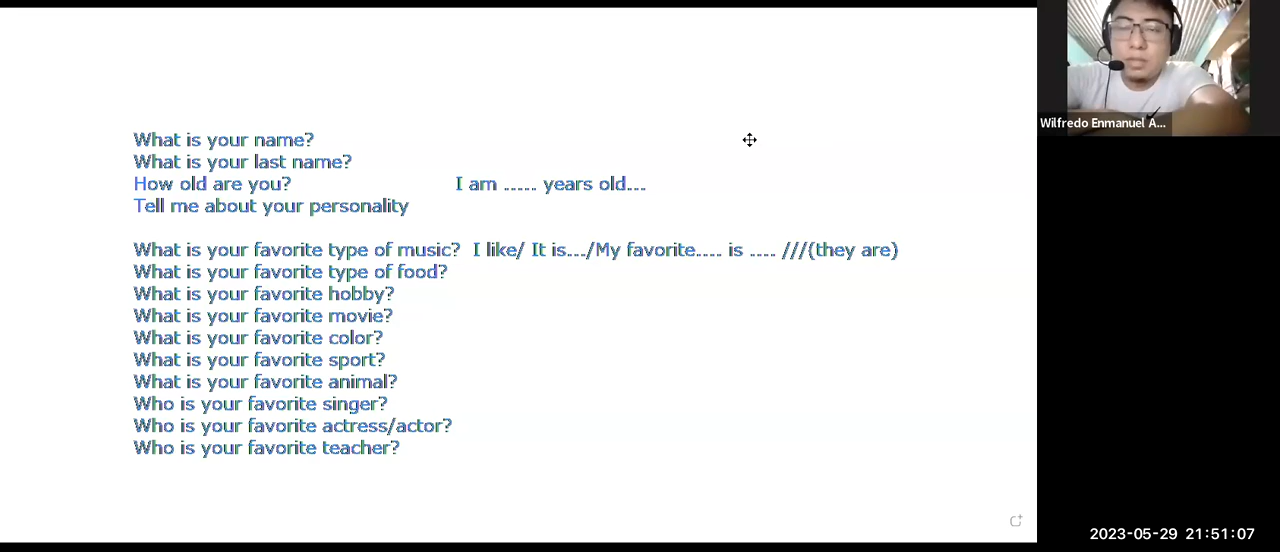 What is your name?
What is your last name?
How old are you? I am ..... years old...
Tell me about your personality
What is your favorite type of music? I like/ It is.../My favorite.... is .... ///(they are)
What is your favorite type of food?
What is your favorite hobby?
What is your favorite movie?
What is your favorite color?
What is your favorite sport?
What is your favorite animal?
Who is your favorite singer?
Who is your favorite actress/actor?
Who is your favorite teacher?
Wilfredo Enmanuel A...
2023-05-29 21:51:07